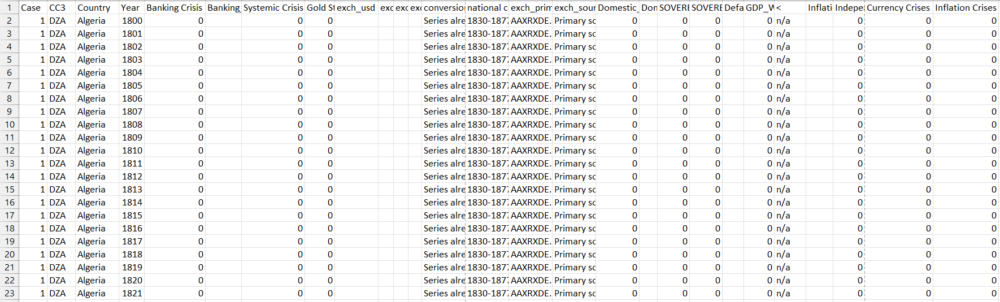 1 Case CC3 Country Year Banking Crisis Banking_ Systemic Crisis Gold St exch_usd exc exc exc conversion national c exch_prim exch_sour Domestic_ Don SOVERE SOVERE Defa GDP_W < Inflati Indepen Currency Crises Inflation Crises
2 1 DZA Algeria 1800 0 0 0 Series alre 1830-1877 AAXRXDE. Primary sc 0 0 0 0 n/a 0 0 0
3 1 DZA Algeria 1801 0 0 0 Series alre 1830-1877 AAXRXDE. Primary sc 0 0 0 0 n/a 0 0 0
4 1 DZA Algeria 1802 0 0 0 Series alre 1830-1877 AAXRXDE. Primary sc 0 0 0 0 n/a 0 0 0
5 1 DZA Algeria 1803 0 0 0 Series alre 1830-1877 AAXRXDE. Primary sc 0 0 0 0 n/a 0 0 0
6 1 DZA Algeria 1804 0 0 0 Series alre 1830-1877 AAXRXDE. Primary sc 0 0 0 0 n/a 0 0 0
7 1 DZA Algeria 1805 0 0 0 Series alre 1830-1877 AAXRXDE. Primary sc 0 0 0 0 n/a 0 0 0
8 1 DZA Algeria 1806 0 0 0 Series alre 1830-1877 AAXRXDE. Primary sc 0 0 0 0 n/a 0 0 0
9 1 DZA Algeria 1807 0 0 0 Series alre 1830-1877 AAXRXDE. Primary sc 0 0 0 0 n/a 0 0 0
10 1 DZA Algeria 1808 0 0 0 Series alre 1830-1877 AAXRXDE. Primary sc 0 0 0 0 n/a 0 0 0
11 1 DZA Algeria 1809 0 0 0 Series alre 1830-1877 AAXRXDE. Primary sc 0 0 0 0 n/a 0 0 0
12 1 DZA Algeria 1810 0 0 0 Series alre 1830-1877 AAXRXDE. Primary sc 0 0 0 0 n/a 0 0 0
13 1 DZA Algeria 1811 0 0 0 Series alre 1830-1877 AAXRXDE. Primary sc 0 0 0 0 n/a 0 0 0
14 1 DZA Algeria 1812 0 0 0 Series alre 1830-1877 AAXRXDE. Primary sc 0 0 0 0 n/a 0 0 0
15 1 DZA Algeria 1813 0 0 0 Series alre 1830-1877 AAXRXDE. Primary sc 0 0 0 0 n/a 0 0 0
16 1 DZA Algeria 1814 0 0 0 Series alre 1830-1877 AAXRXDE. Primary sc 0 0 0 0 n/a 0 0 0
17 1 DZA Algeria 1815 0 0 0 Series alre 1830-1877 AAXRXDE. Primary sc 0 0 0 0 n/a 0 0 0
18 1 DZA Algeria 1816 0 0 0 Series alre 1830-1877 AAXRXDE. Primary sc 0 0 0 0 n/a 0 0 0
19 1 DZA Algeria 1817 0 0 0 Series alre 1830-1877 AAXRXDE. Primary sc 0 0 0 0 n/a 0 0 0
20 1 DZA Algeria 1818 0 0 0 Series alre 1830-1877 AAXRXDE. Primary sc 0 0 0 0 n/a 0 0 0
21 1 DZA Algeria 1819 0 0 0 Series alre 1830-1877 AAXRXDE. Primary sc 0 0 0 0 n/a 0 0 0
22 1 DZA Algeria 1820 0 0 0 Series alre 1830-1877 AAXRXDE. Primary sc 0 0 0 0 n/a 0 0 0
23 1 DZA Algeria 1821 0 0 0 Series alre 1830-1877 AAXRXDE. Primary sc 0 0 0 0 n/a 0 0 0